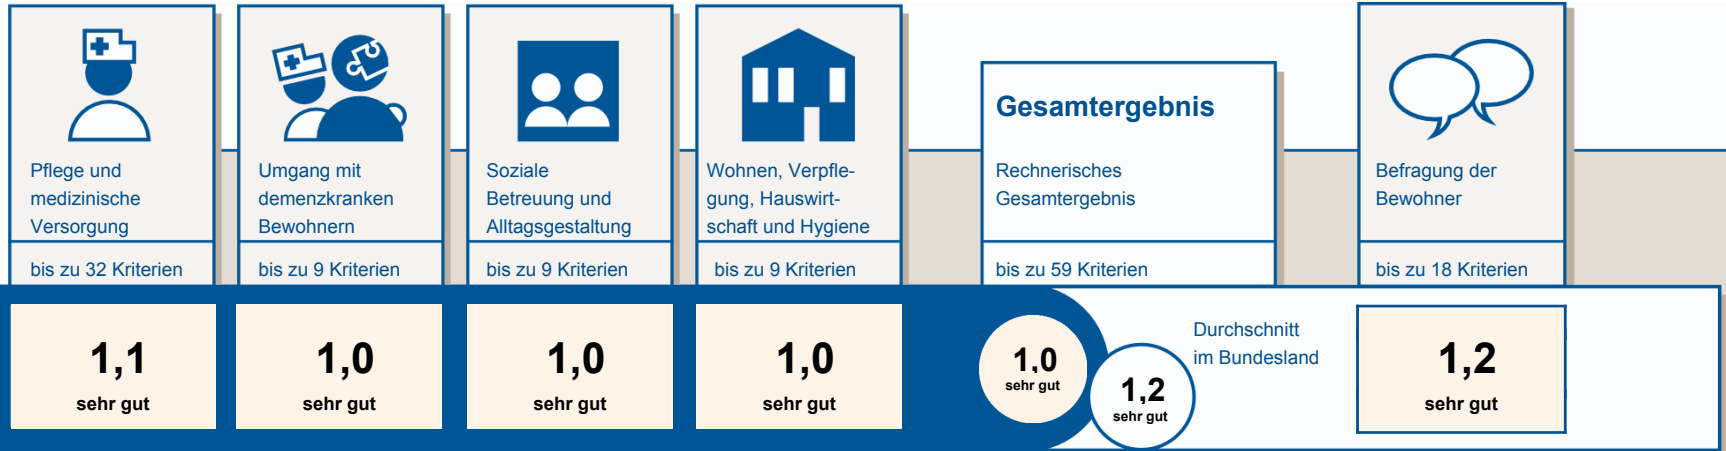 Pflege und
medizinische
Versorgung
bis zu 32 Kriterien
1,1
sehr gut
Umgang mit
demenzkranken
Bewohnern
bis zu 9 Kriterien
1,0
sehr gut
Soziale
Betreuung und
Alltagsgestaltung
bis zu 9 Kriterien
1,0
sehr gut
Wohnen, Verpfle-
gung, Hauswirt-
schaft und Hygiene
bis zu 9 Kriterien
1,0
sehr gut
Gesamtergebnis
Rechnerisches
Gesamtergebnis
bis zu 59 Kriterien
1,0
sehr gut
1,2
sehr gut
Durchschnitt
im Bundesland
Befragung der
Bewohner
bis zu 18 Kriterien
1,2
sehr gut